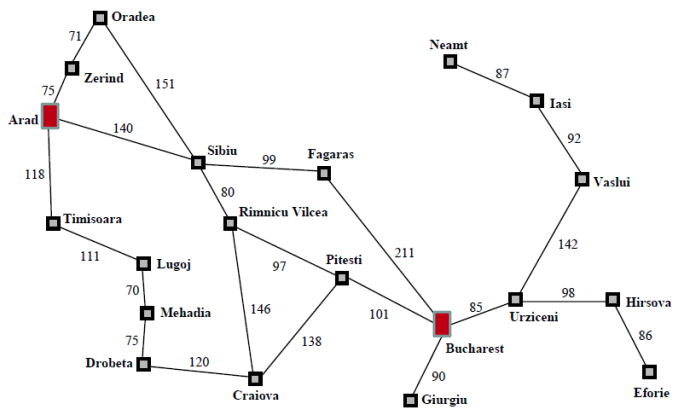 Oradea
71
Neamt
Zerind
87
151
75
Iasi
Arad
140
92
Sibiu
Fagaras
99
118
Vaslui
80
Timisoara
Rimnicu Vilcea
111
142
211
Lugoj
97
Pitesti
70
146
101
98
Mehadia
85
Hirsova
Urziceni
138
86
75
Bucharest
120
Drobeta
90
Craiova
Eforie
Giurgiu